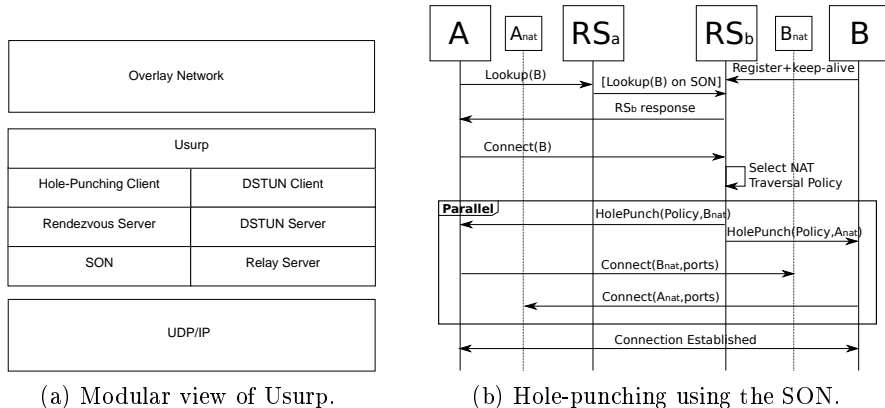 Overlay Network
Usurp
Hole-Punching Client
DSTUN Client
Rendezvous Server
DSTUN Server
SON
Relay Server
UDP/IP
(a) Modular view of Usurp.
A
Anat
RSa
RSb
Bnat
B
Register+keep-alive
Lookup(B)
[Lookup(B) on SON]
RSb response
Connect(B)
Select NAT
Traversal Policy
Parallel
HolePunch(Policy,Bnat)
HolePunch(Policy,Anat)
Connect(Bnat,ports)
Connect(Anat,ports)
Connection Established
(b) Hole-punching using the SON.